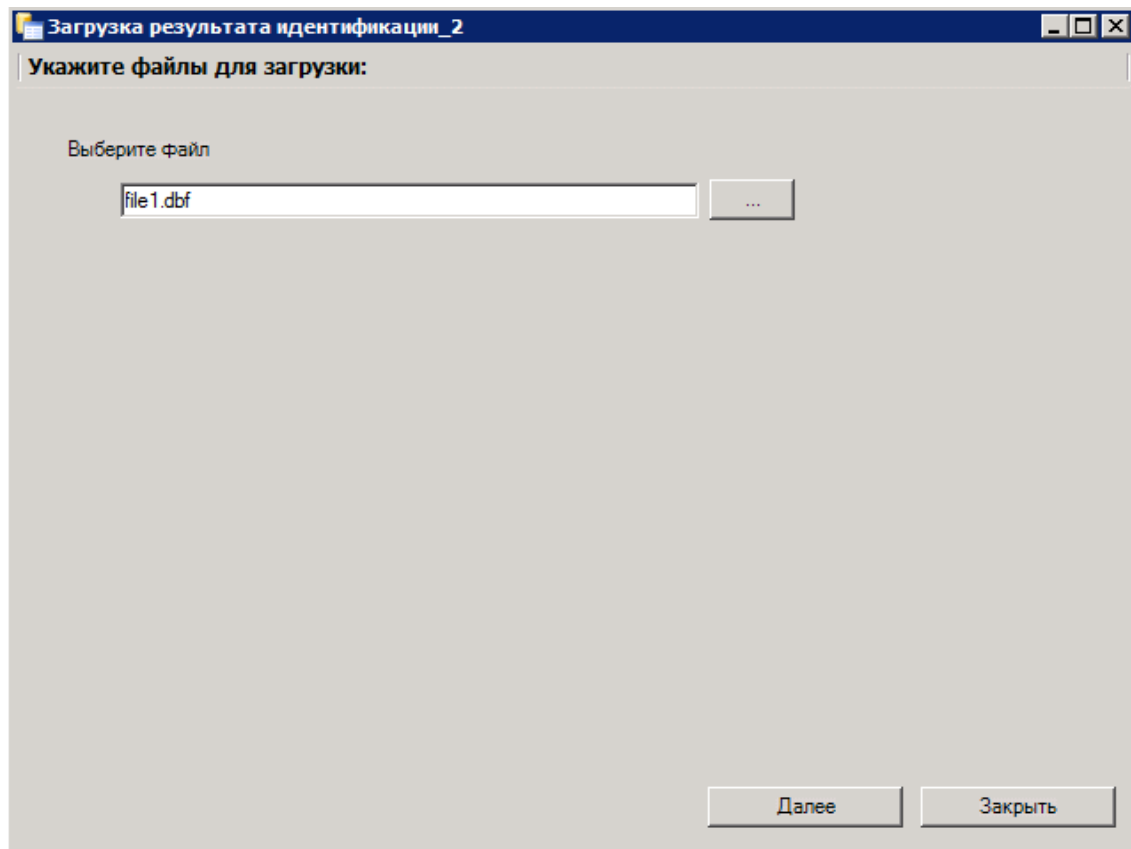 Загрузка результата идентификации_2
Укажите файлы для загрузки:
Выберите файл
file1.dbf
...
Далее
Закрыть